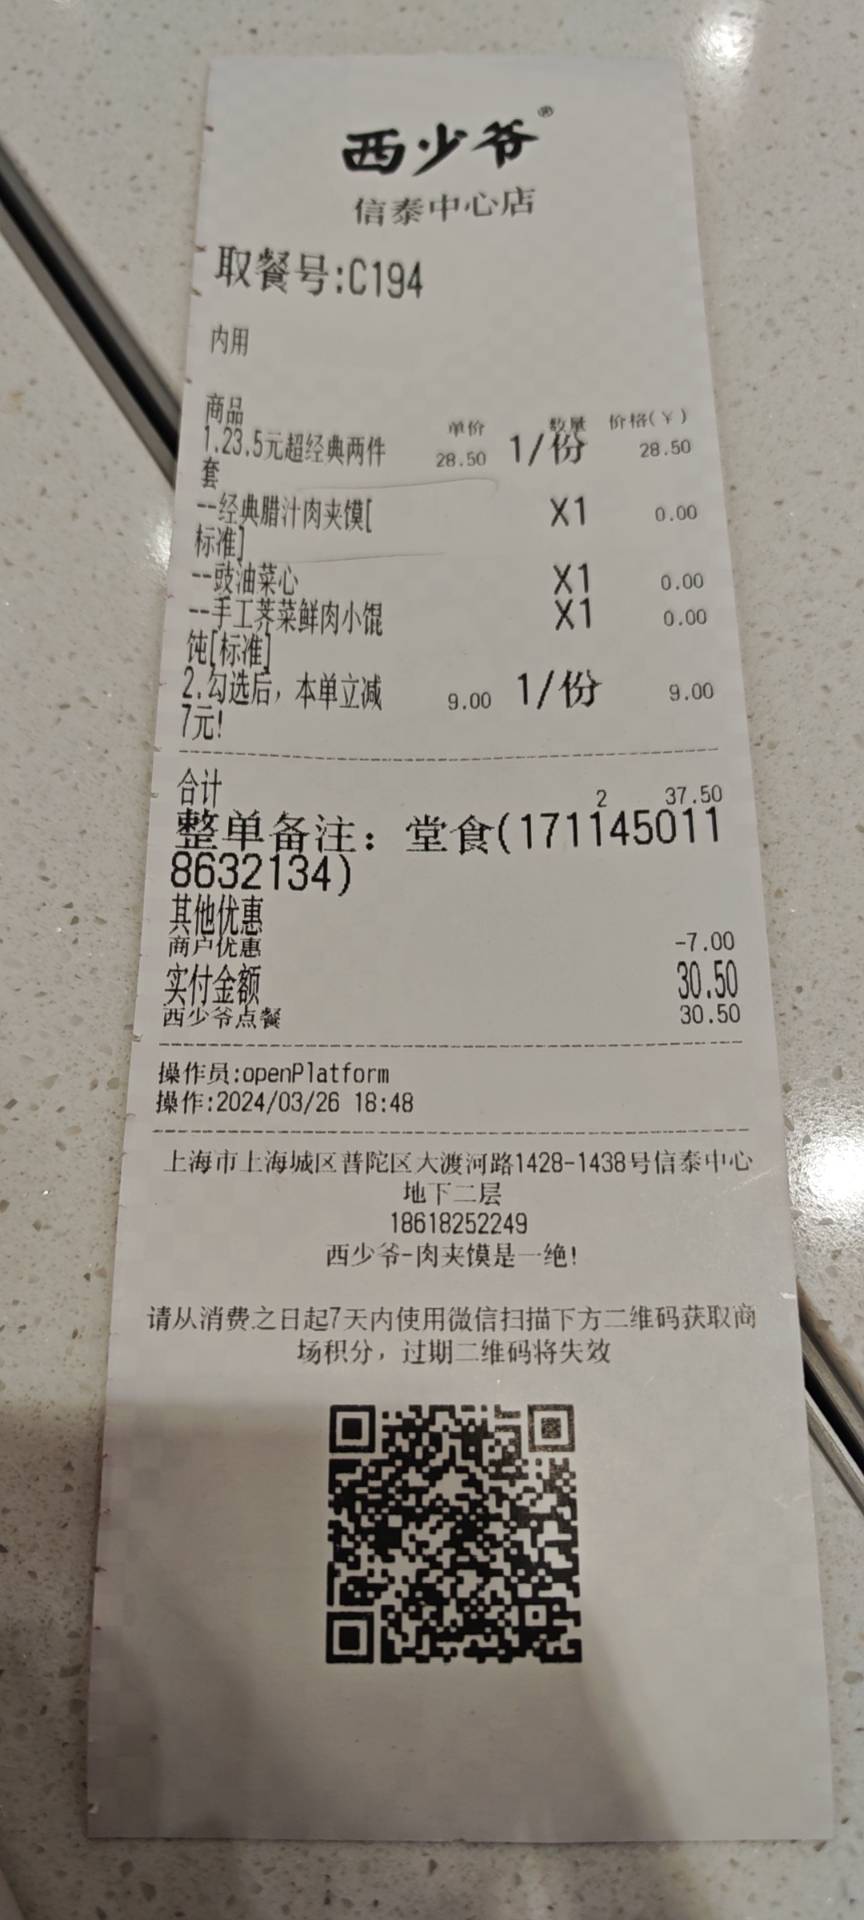 西少爷®
信泰中心店
取餐号:C194
内用
商品 单价 数量 价格(¥)
1.23.5元超经典两件 28.50 1/份 28.50
套
--经典腊汁肉夹馍[ X1 0.00
标准]
--豉油菜心 X1 0.00
--手工荠菜鲜肉小馄 X1 0.00
饨[标准]
2.勾选后，本单立减 9.00 1/份 9.00
7元!
合计 2 37.50
整单备注：堂食(171145011
8632134)
其他优惠
商户优惠 -7.00
实付金额 30.50
西少爷点餐 30.50
操作员:openPlatform
操作:2024/03/26 18:48
上海市上海城区普陀区大渡河路1428-1438号信泰中心
地下二层
18618252249
西少爷-肉夹馍是一绝!
请从消费之日起7天内使用微信扫描下方二维码获取商
场积分，过期二维码将失效